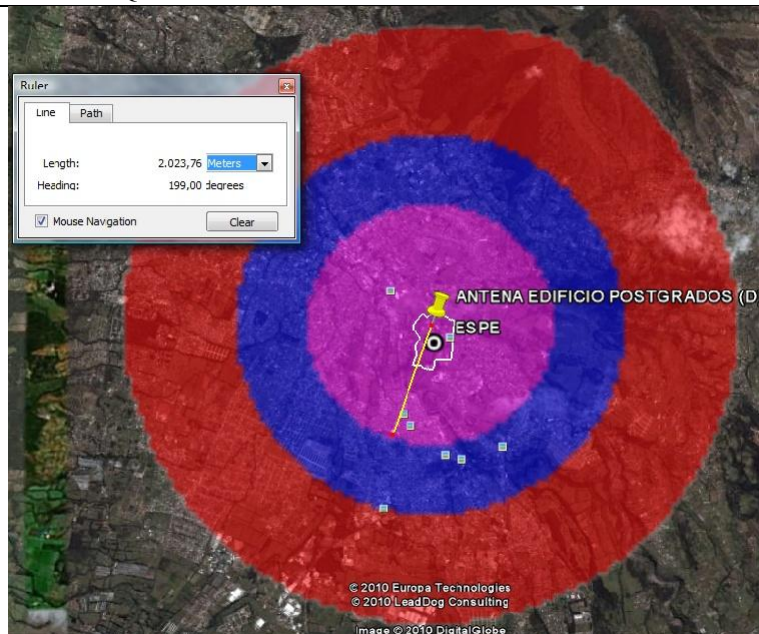 Ruler
Line Path
Length: 2.023,76 Meters
Heading: 199,00 degrees
Mouse Navigation Clear
ANTENA EDIFICIO POSTGRADOS (D
ESPE
© 2010 Europa Technologies
© 2010 LeadDog Consulting
Image © 2010 DigitalGlobe